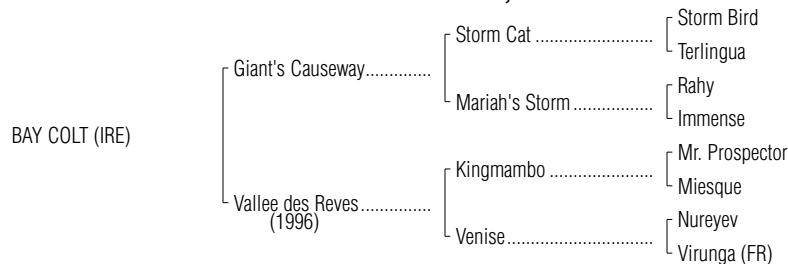 BAY COLT (IRE)
Giant's Causeway..............
Vallee des Reves..............
(1996)
Storm Cat ......................
Mariah's Storm ................
Kingmambo .....................
Venise...........................
Storm Bird
Terlingua
Rahy
Immense
Mr. Prospector
Miesque
Nureyev
Virunga (FR)